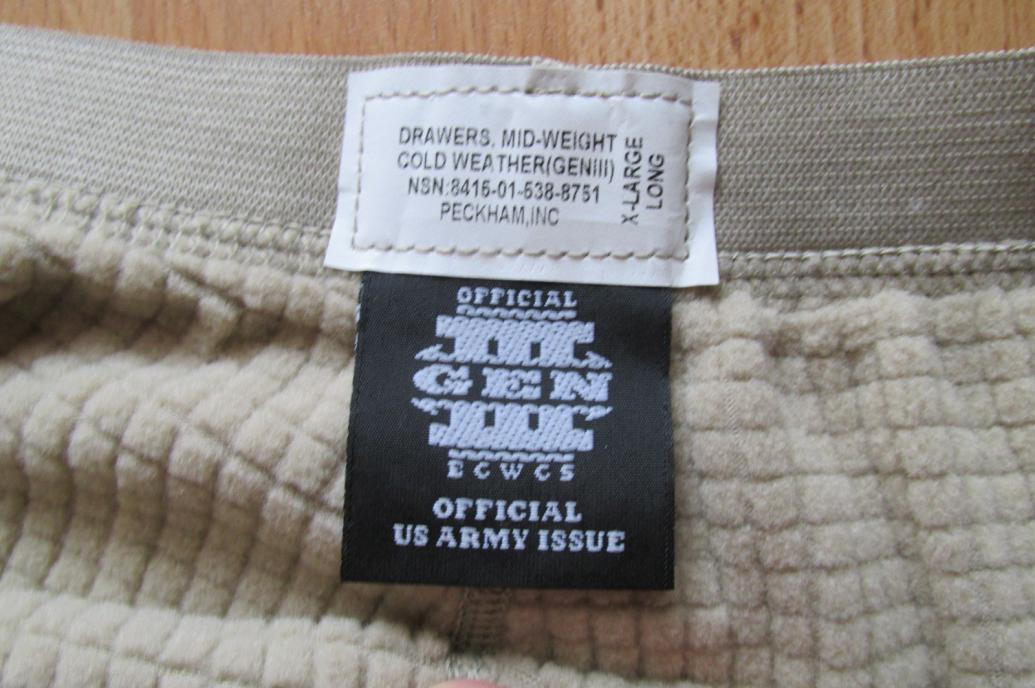 DRAWERS, MID-WEIGHT
COLD WEATHER(GENIII)
NSN:8415-01-538-8751
PECKHAM,INC
X-LARGE
LONG
OFFICIAL
III
GEN
III
ECWCS
OFFICIAL
US ARMY ISSUE